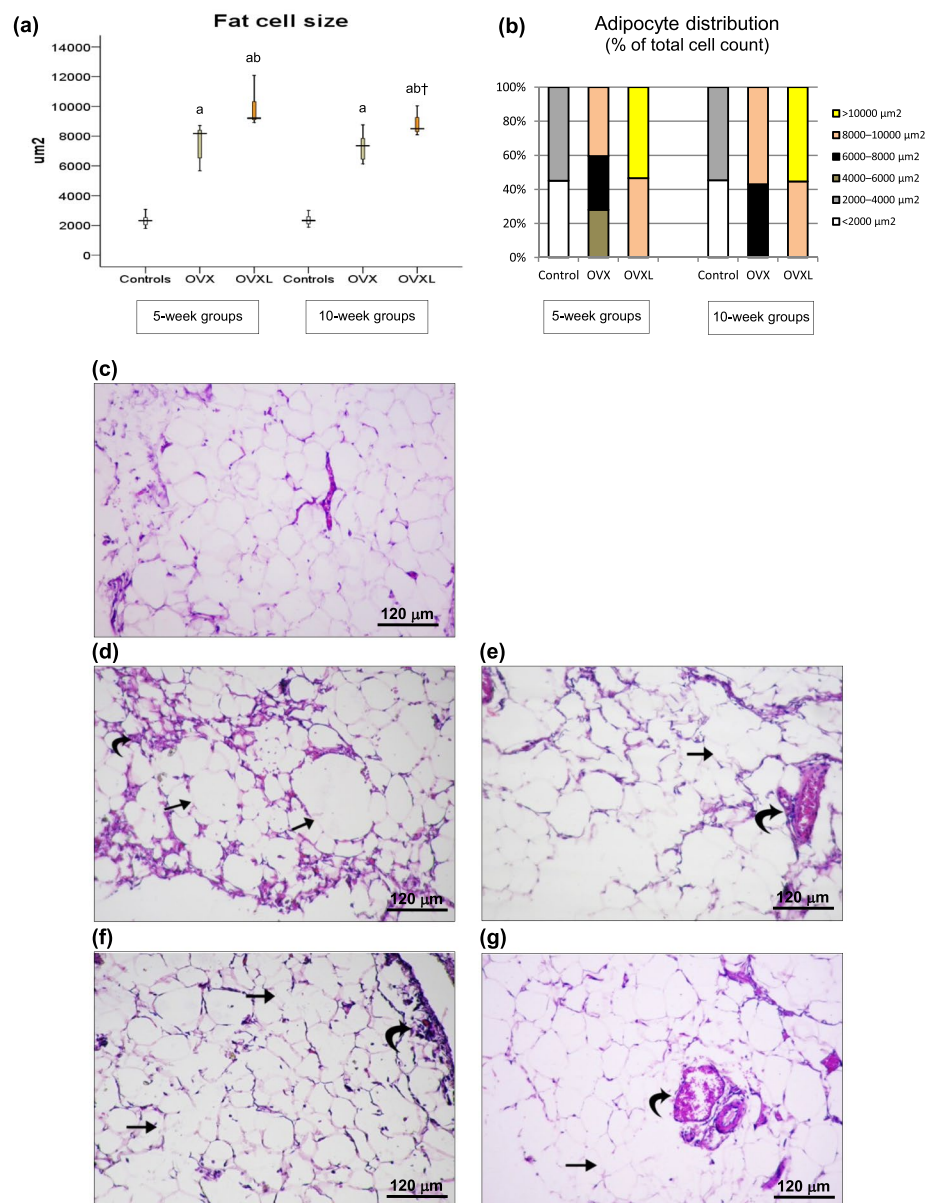 (a)
Fat cell size
14000
12000
10000
8000
6000
4000
2000
0
um2
a
ab
a
ab†
Controls OVX OVXL Controls OVX OVXL
5-week groups
10-week groups
(b)
Adipocyte distribution
(% of total cell count)
100%
80%
60%
40%
20%
0%
Control OVX OVXL Control OVX OVXL
5-week groups
10-week groups
>10000 µm2
8000–10000 µm2
6000–8000 µm2
4000–6000 µm2
2000–4000 µm2
<2000 µm2
(c)
120 µm
(d)
120 µm
(e)
120 µm
(f)
120 µm
(g)
120 µm